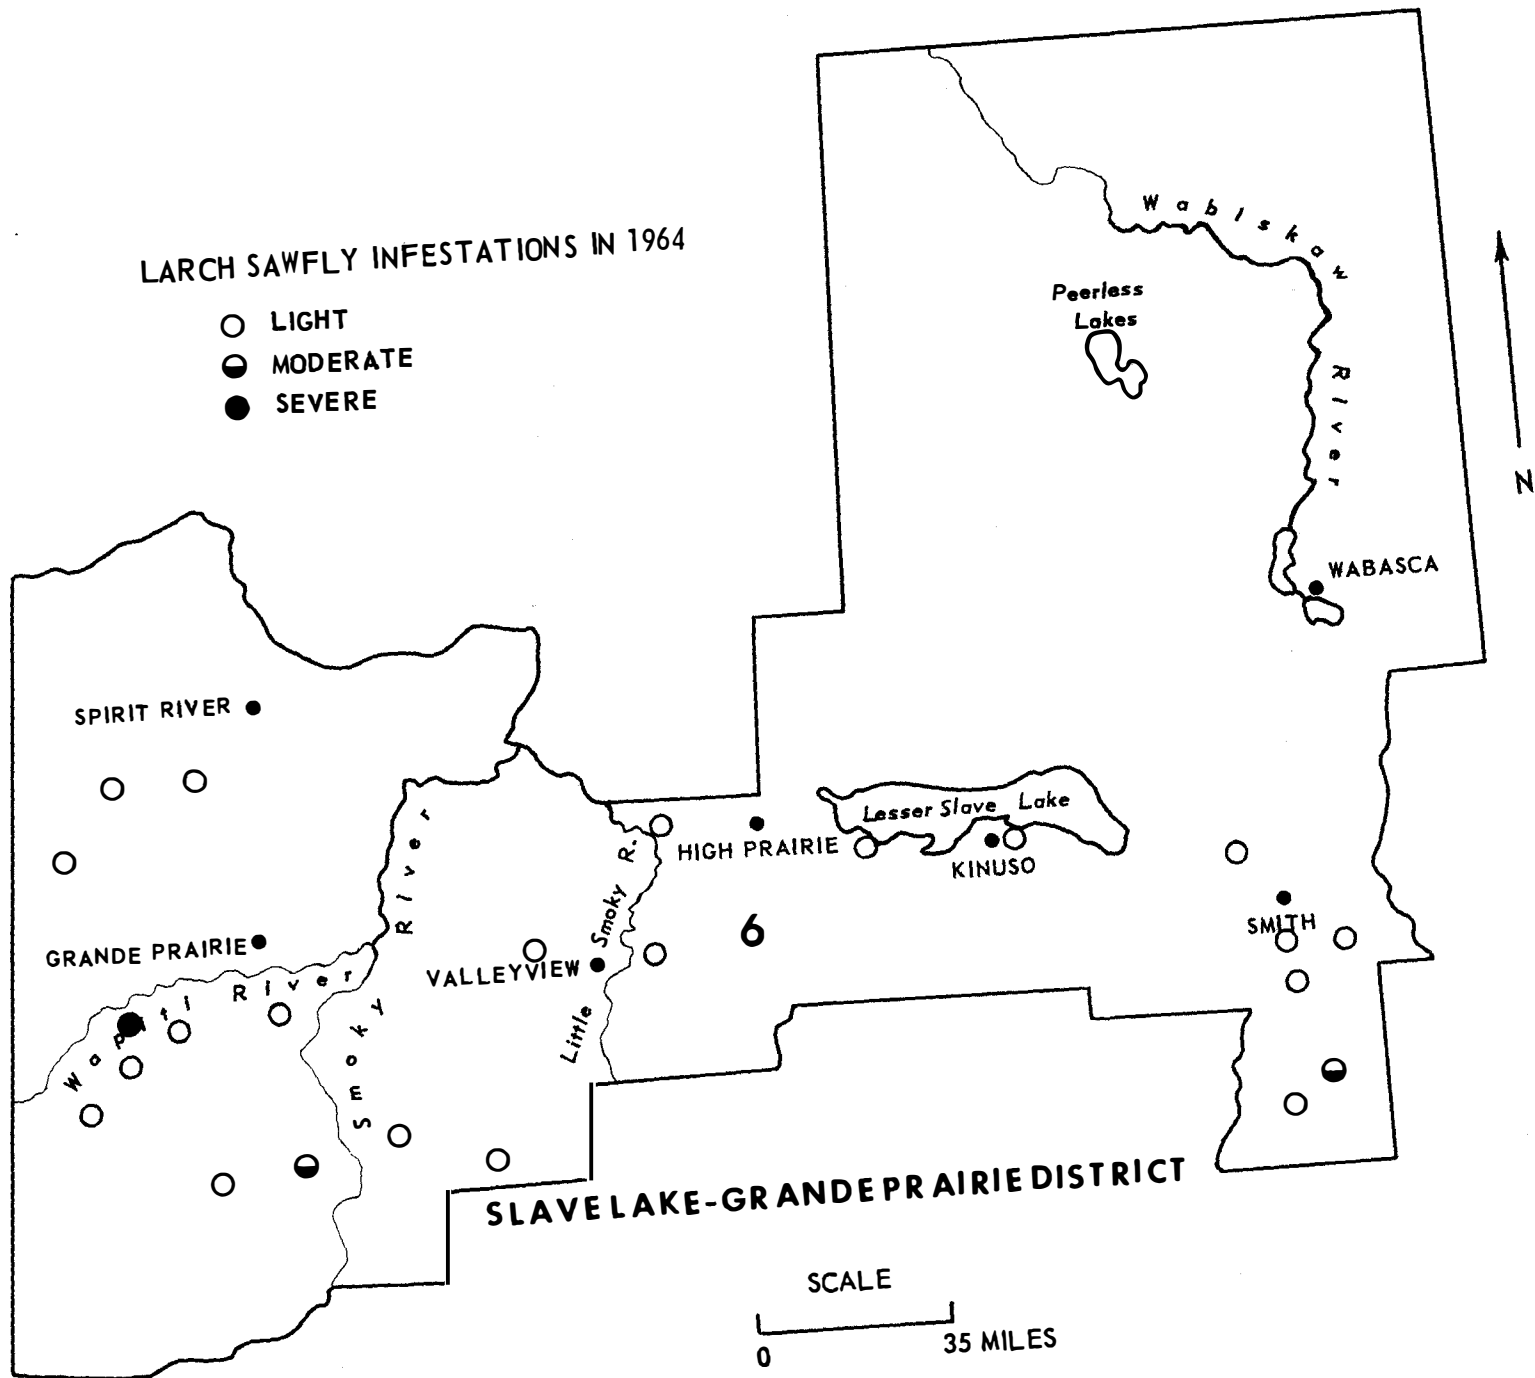 Wabiskaw River
LARCH SAWFLY INFESTATIONS IN 1964
LIGHT
MODERATE
SEVERE
Peerless
Lakes
N
WABASCA
SPIRIT RIVER
Smoky River
Lesser Slave Lake
HIGH PRAIRIE
KINUSO
Little Smoky R.
SMITH
6
GRANDE PRAIRIE
VALLEYVIEW
Wapiti River
SLAVE LAKE-GRANDE PRAIRIE DISTRICT
SCALE
0
35 MILES